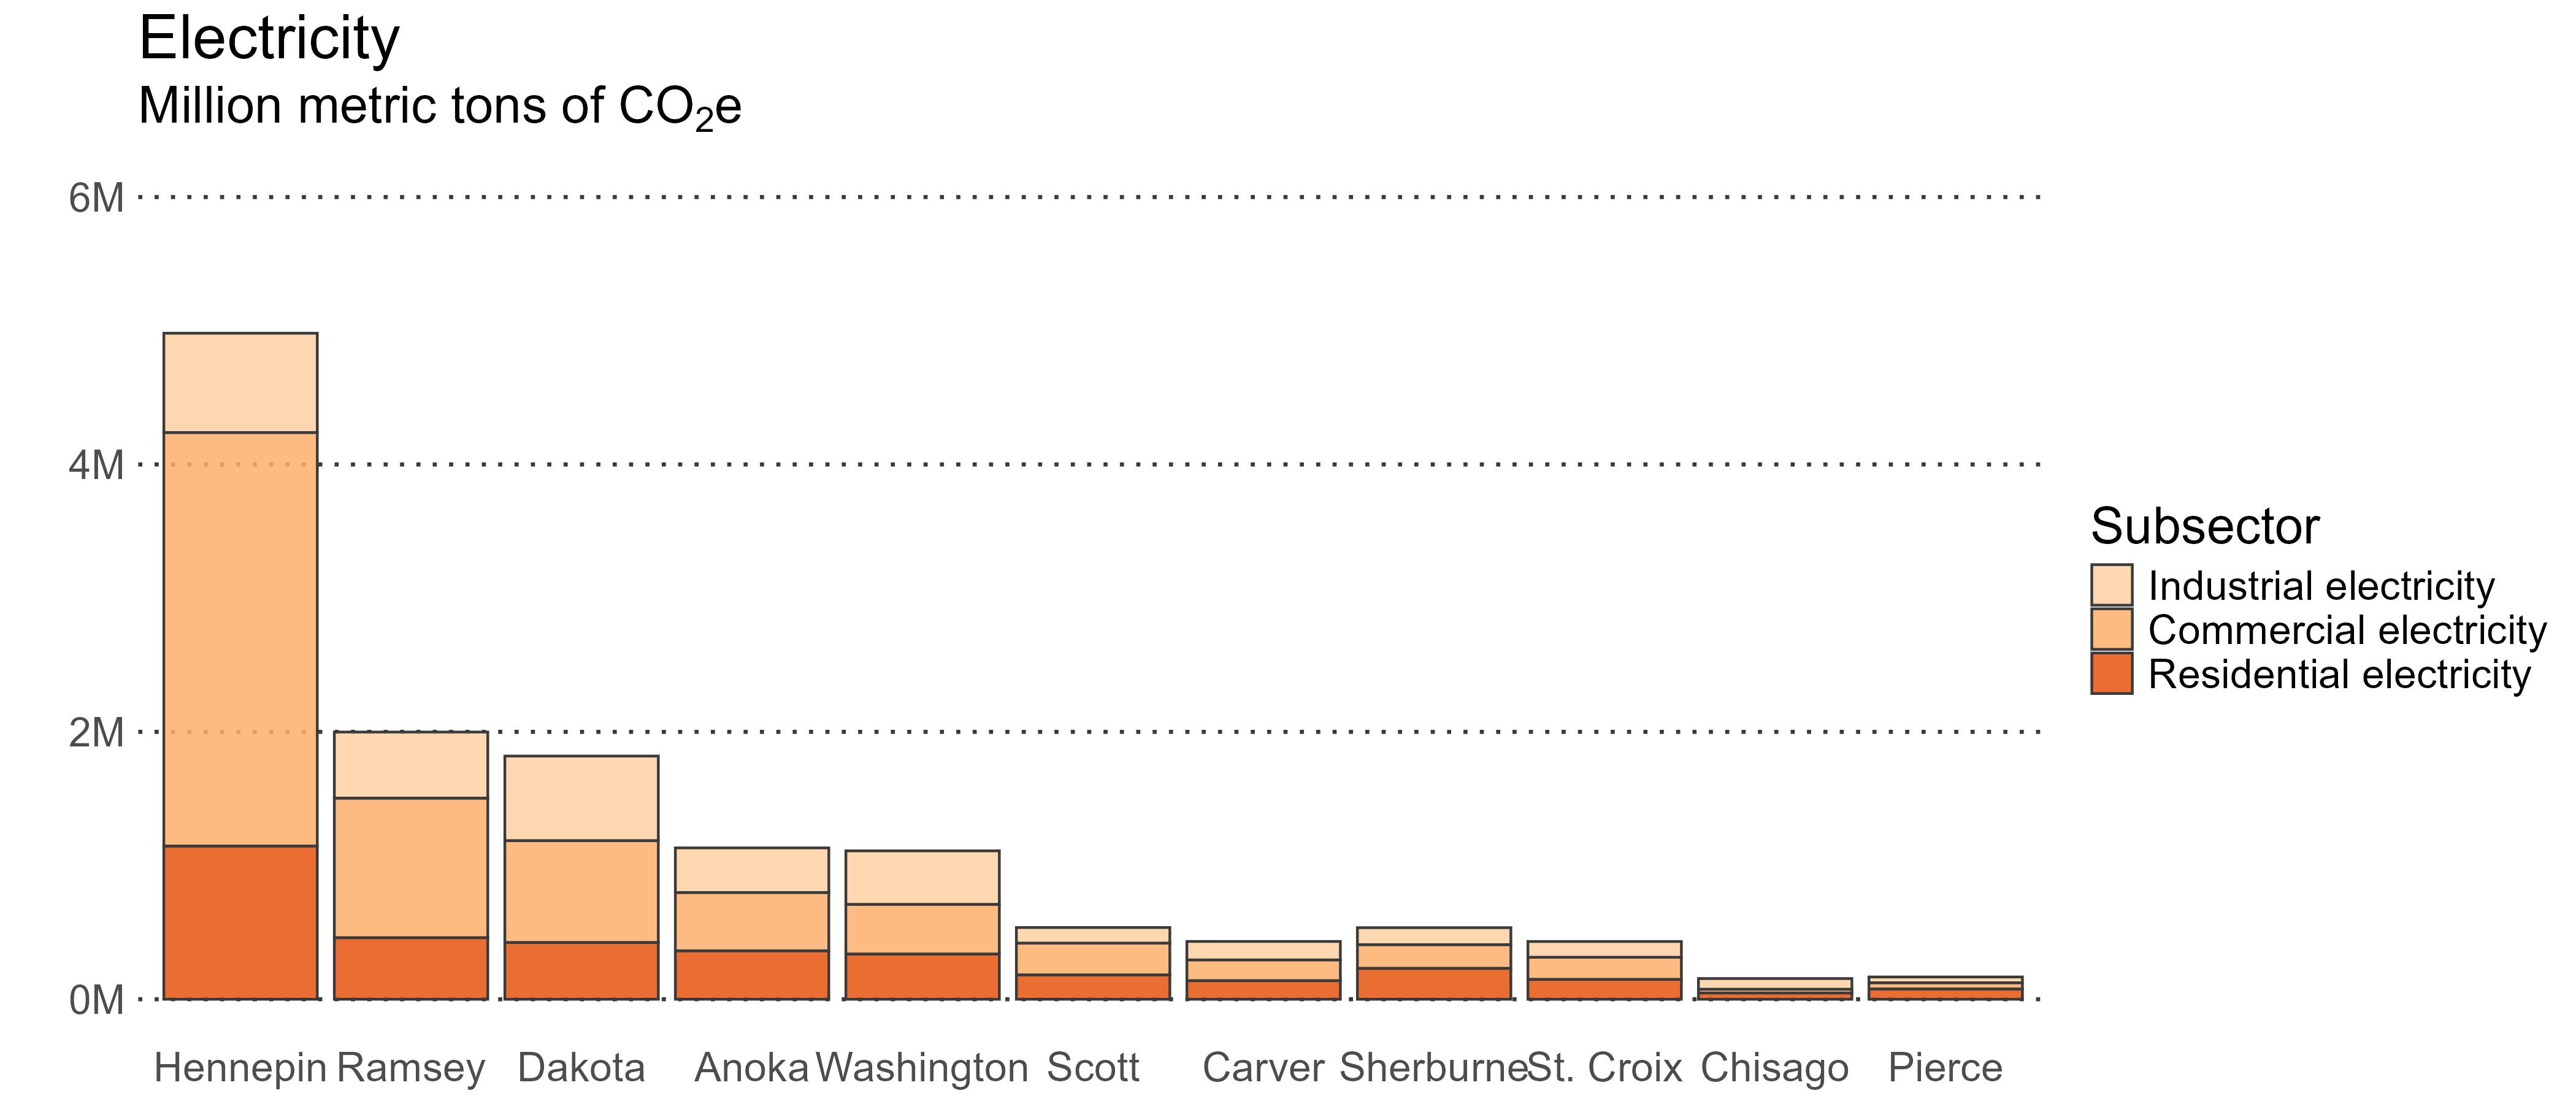 Electricity
Million metric tons of CO₂e
6M
4M
2M
0M
Hennepin Ramsey Dakota Anoka Washington Scott Carver Sherburne St. Croix Chisago Pierce
Subsector
Industrial electricity
Commercial electricity
Residential electricity